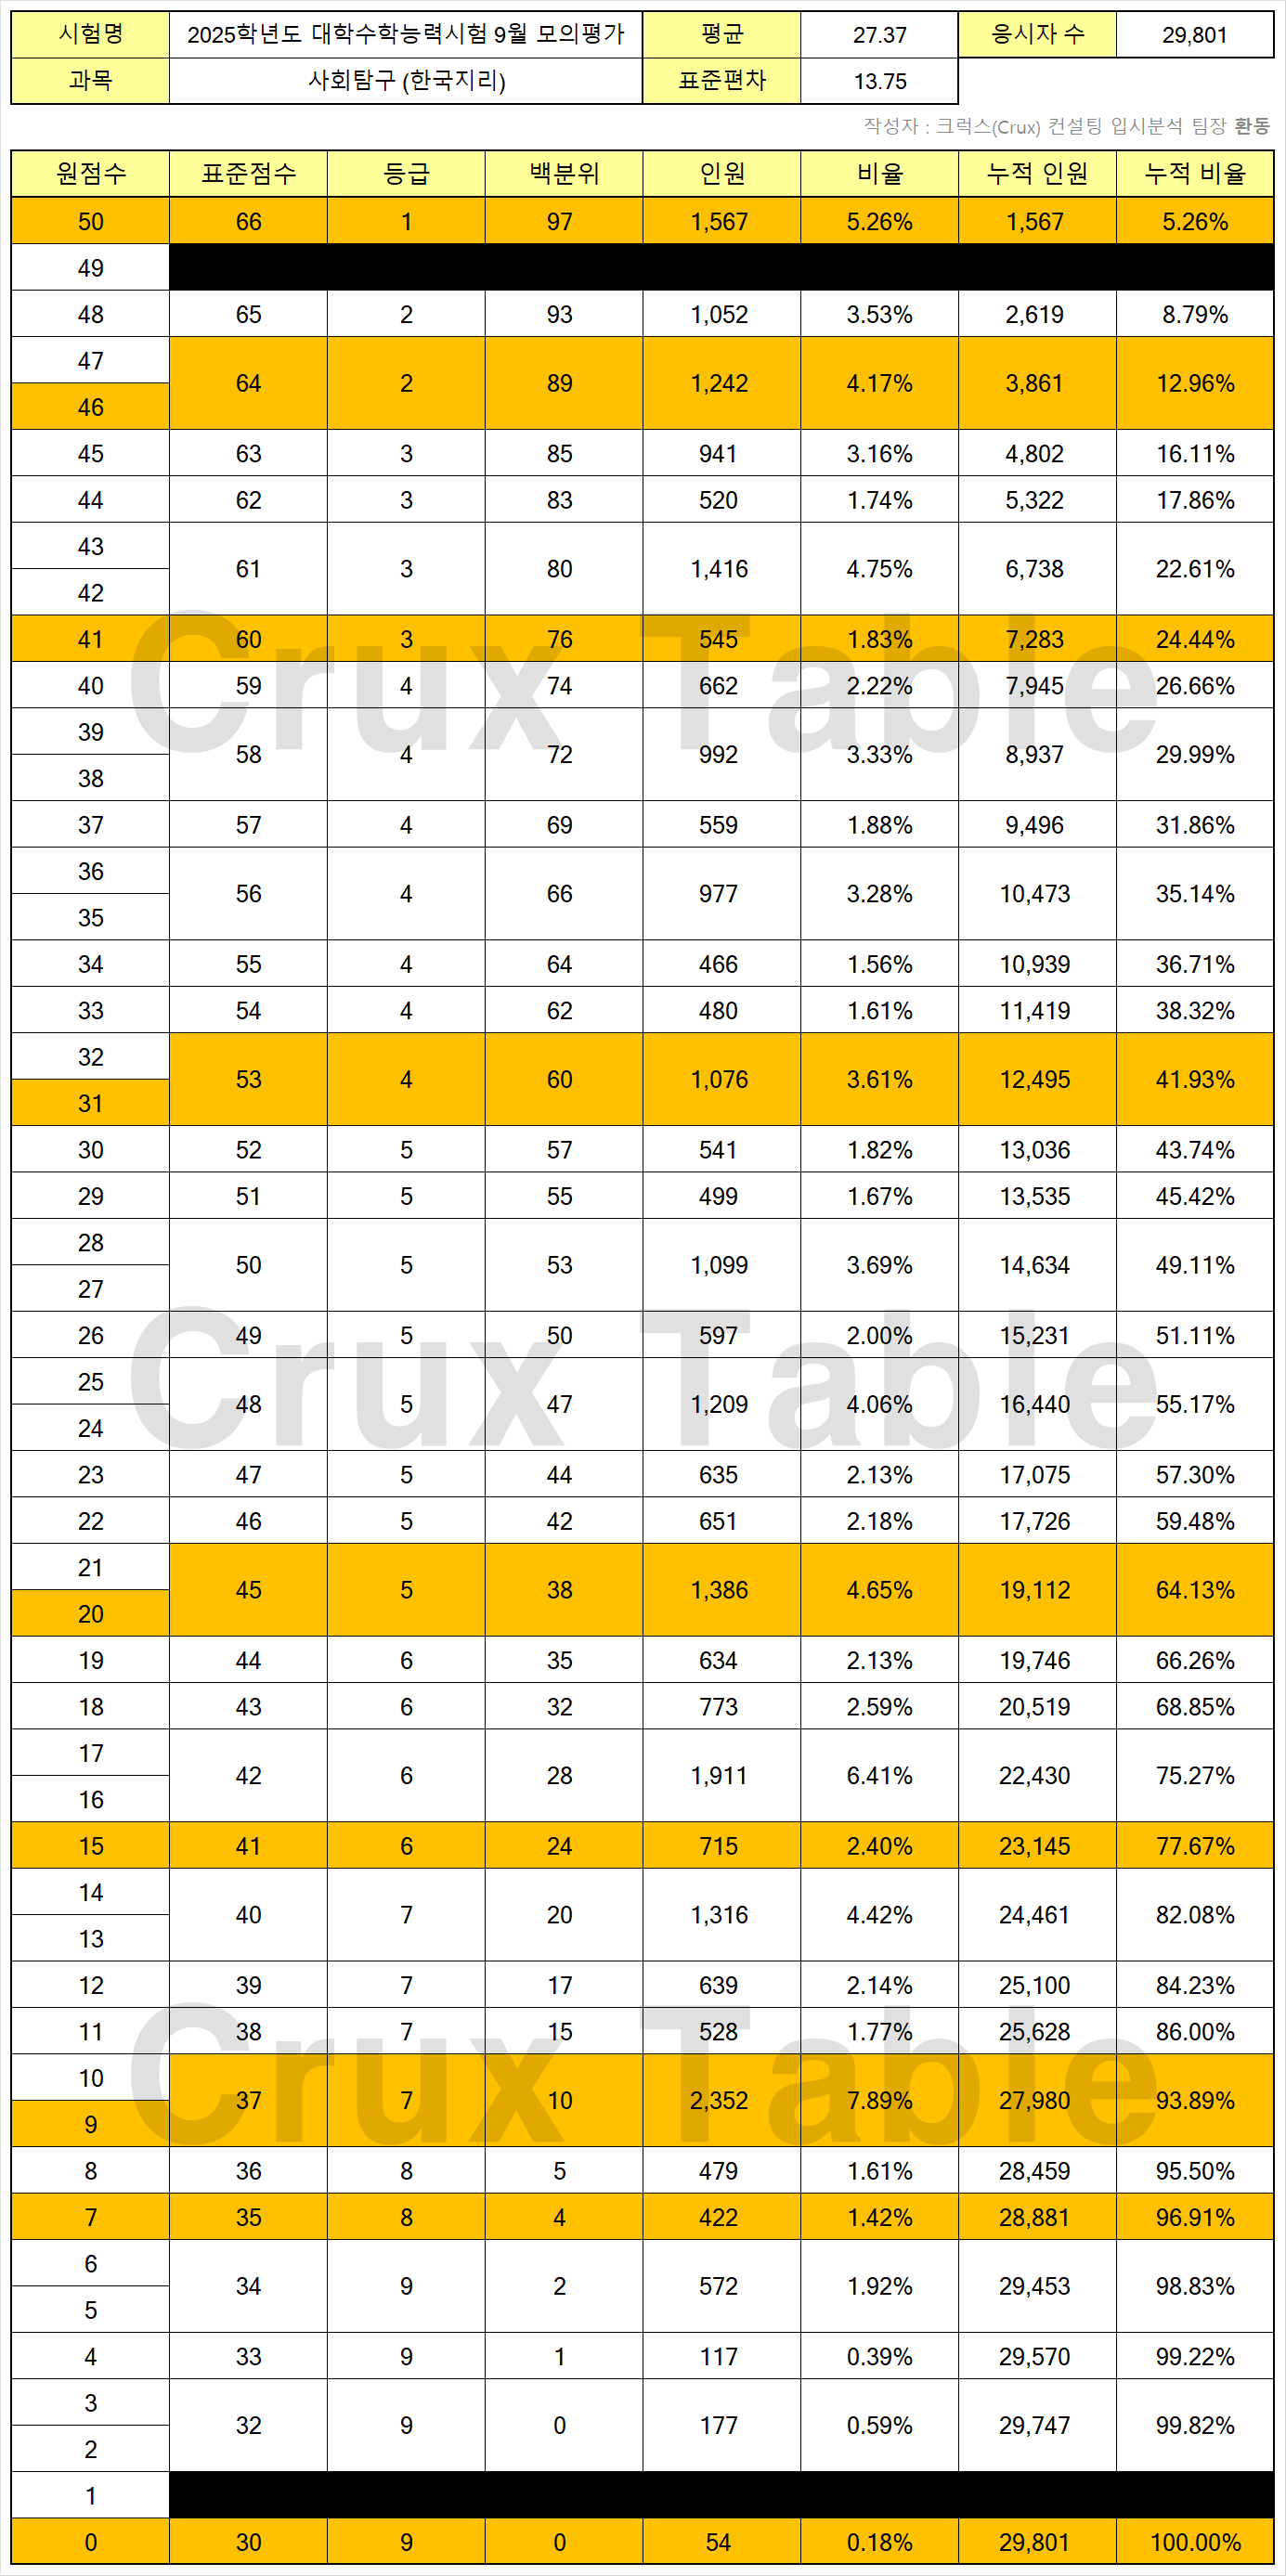 시험명 2025학년도 대학수학능력시험 9월 모의평가 평균 27.37 응시자 수 29,801
과목 사회탐구 (한국지리) 표준편차 13.75
작성자 : 크럭스(Crux) 컨설팅 입시분석 팀장 환동
원점수 표준점수 등급 백분위 인원 비율 누적 인원 누적 비율
50 66 1 97 1,567 5.26% 1,567 5.26%
49
48 65 2 93 1,052 3.53% 2,619 8.79%
47
64 2 89 1,242 4.17% 3,861 12.96%
46
45 63 3 85 941 3.16% 4,802 16.11%
44 62 3 83 520 1.74% 5,322 17.86%
43
61 3 80 1,416 4.75% 6,738 22.61%
42
41 60 3 76 545 1.83% 7,283 24.44%
Crux Table
40 59 4 74 662 2.22% 7,945 26.66%
39
58 4 72 992 3.33% 8,937 29.99%
38
37 57 4 69 559 1.88% 9,496 31.86%
36
56 4 66 977 3.28% 10,473 35.14%
35
34 55 4 64 466 1.56% 10,939 36.71%
33 54 4 62 480 1.61% 11,419 38.32%
32
53 4 60 1,076 3.61% 12,495 41.93%
31
30 52 5 57 541 1.82% 13,036 43.74%
29 51 5 55 499 1.67% 13,535 45.42%
28
50 5 53 1,099 3.69% 14,634 49.11%
27
26 49 5 50 597 2.00% 15,231 51.11%
Crux Table
25
48 5 47 1,209 4.06% 16,440 55.17%
24
23 47 5 44 635 2.13% 17,075 57.30%
22 46 5 42 651 2.18% 17,726 59.48%
21
45 5 38 1,386 4.65% 19,112 64.13%
20
19 44 6 35 634 2.13% 19,746 66.26%
18 43 6 32 773 2.59% 20,519 68.85%
17
42 6 28 1,911 6.41% 22,430 75.27%
16
15 41 6 24 715 2.40% 23,145 77.67%
14
40 7 20 1,316 4.42% 24,461 82.08%
13
12 39 7 17 639 2.14% 25,100 84.23%
11 38 7 15 528 1.77% 25,628 86.00%
Crux Table
10
37 7 10 2,352 7.89% 27,980 93.89%
9
8 36 8 5 479 1.61% 28,459 95.50%
7 35 8 4 422 1.42% 28,881 96.91%
6
34 9 2 572 1.92% 29,453 98.83%
5
4 33 9 1 117 0.39% 29,570 99.22%
3
32 9 0 177 0.59% 29,747 99.82%
2
1
0 30 9 0 54 0.18% 29,801 100.00%